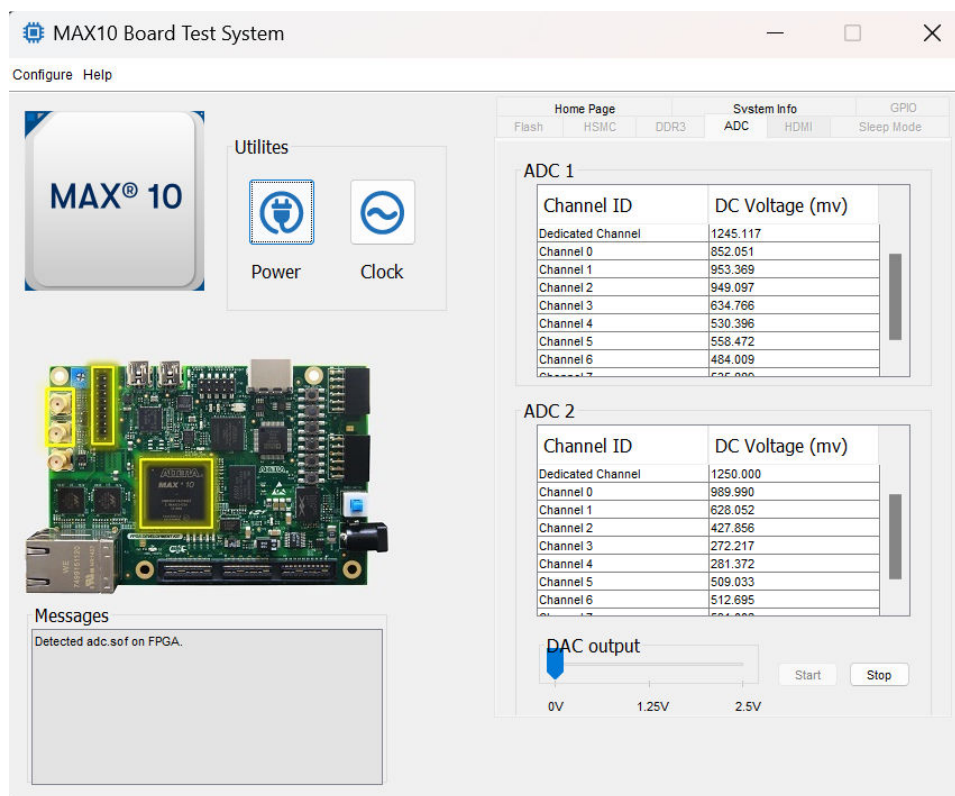 MAX10 Board Test System
Configure Help
MAX® 10
Utilites
Power Clock
Home Page System Info GPIO
Flash HSMC DDR3 ADC HDMI Sleep Mode
ADC 1
Channel ID DC Voltage (mv)
Dedicated Channel 1245.117
Channel 0 852.051
Channel 1 953.369
Channel 2 949.097
Channel 3 634.766
Channel 4 530.396
Channel 5 558.472
Channel 6 484.009
ADC 2
Channel ID DC Voltage (mv)
Dedicated Channel 1250.000
Channel 0 989.990
Channel 1 628.052
Channel 2 427.856
Channel 3 272.217
Channel 4 281.372
Channel 5 509.033
Channel 6 512.695
DAC output
0V 1.25V 2.5V
Start Stop
ALTERA
MAX® 10
Messages
Detected adc.sof on FPGA.